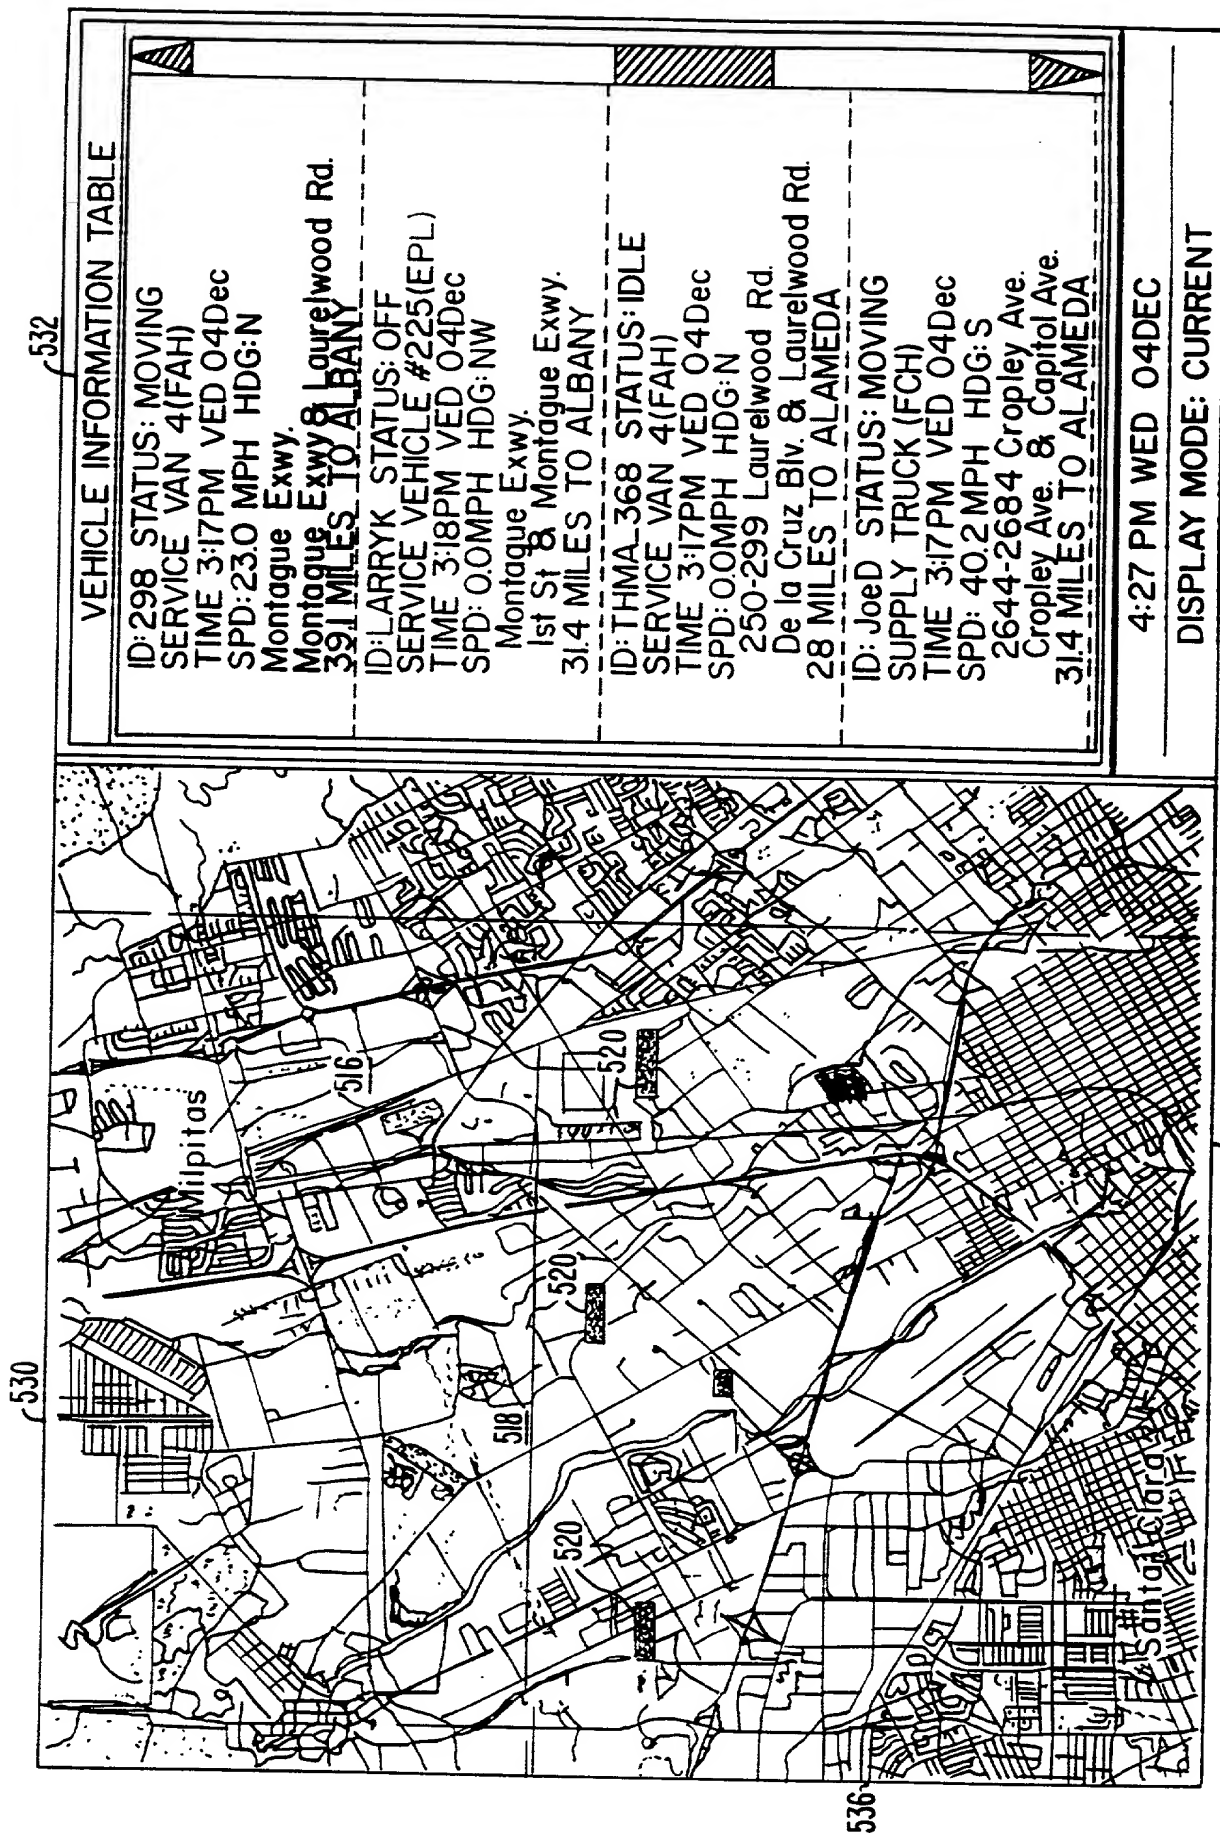 530
532
Milpitas
516
518
520
520
520
Santa Clara
536
VEHICLE INFORMATION TABLE
ID:298 STATUS: MOVING
SERVICE VAN 4(FAH)
TIME 3:17PM VED 04Dec
SPD:23.0 MPH HDG:N
Montague Exwy.
Montague Exwy & Laurelwood Rd.
39.1 MILES TO ALBANY
ID:LARRYK STATUS: OFF
SERVICE VEHICLE #225(EPL)
TIME 3:18PM VED 04Dec
SPD: 0.0MPH HDG:NW
Montague Exwy.
1st St & Montague Exwy.
31.4 MILES TO ALBANY
ID:THMA_368 STATUS:IDLE
SERVICE VAN 4(FAH)
TIME 3:17PM VED 04Dec
SPD:0.0MPH HDG:N
250-299 Laurelwood Rd.
De la Cruz Blv. & Laurelwood Rd.
28 MILES TO ALAMEDA
ID: JoeD STATUS: MOVING
SUPPLY TRUCK (FCH)
TIME 3:17PM VED 04Dec
SPD: 40.2 MPH HDG: S
2644-2684 Cropley Ave.
Cropley Ave. & Capitol Ave.
31.4 MILES TO ALAMEDA
4:27 PM WED 04DEC
DISPLAY MODE: CURRENT